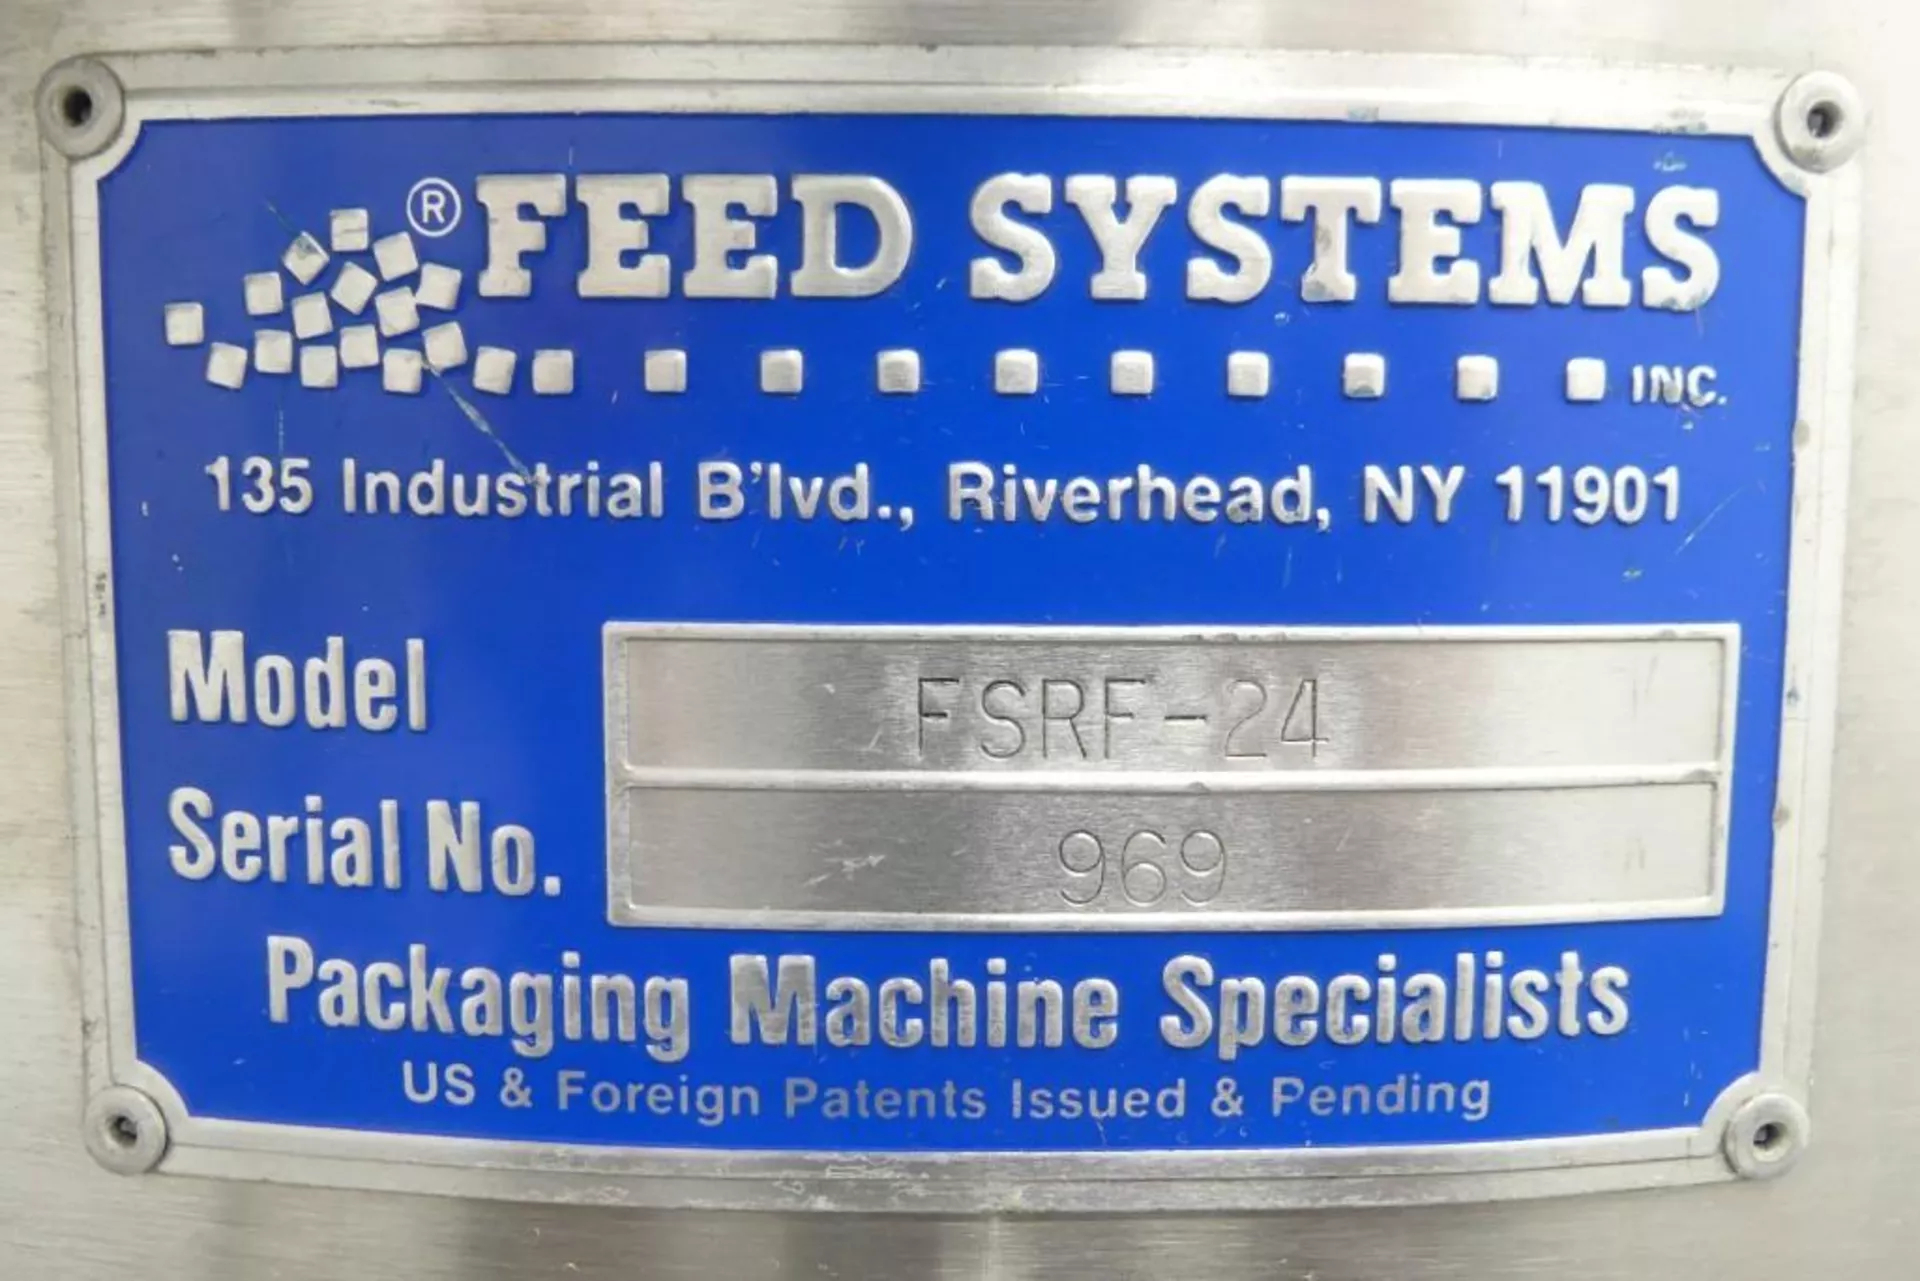 ® FEED SYSTEMS
INC.
135 Industrial B'lvd., Riverhead, NY 11901
Model FSRF-24
Serial No. 969
Packaging Machine Specialists
US & Foreign Patents Issued & Pending